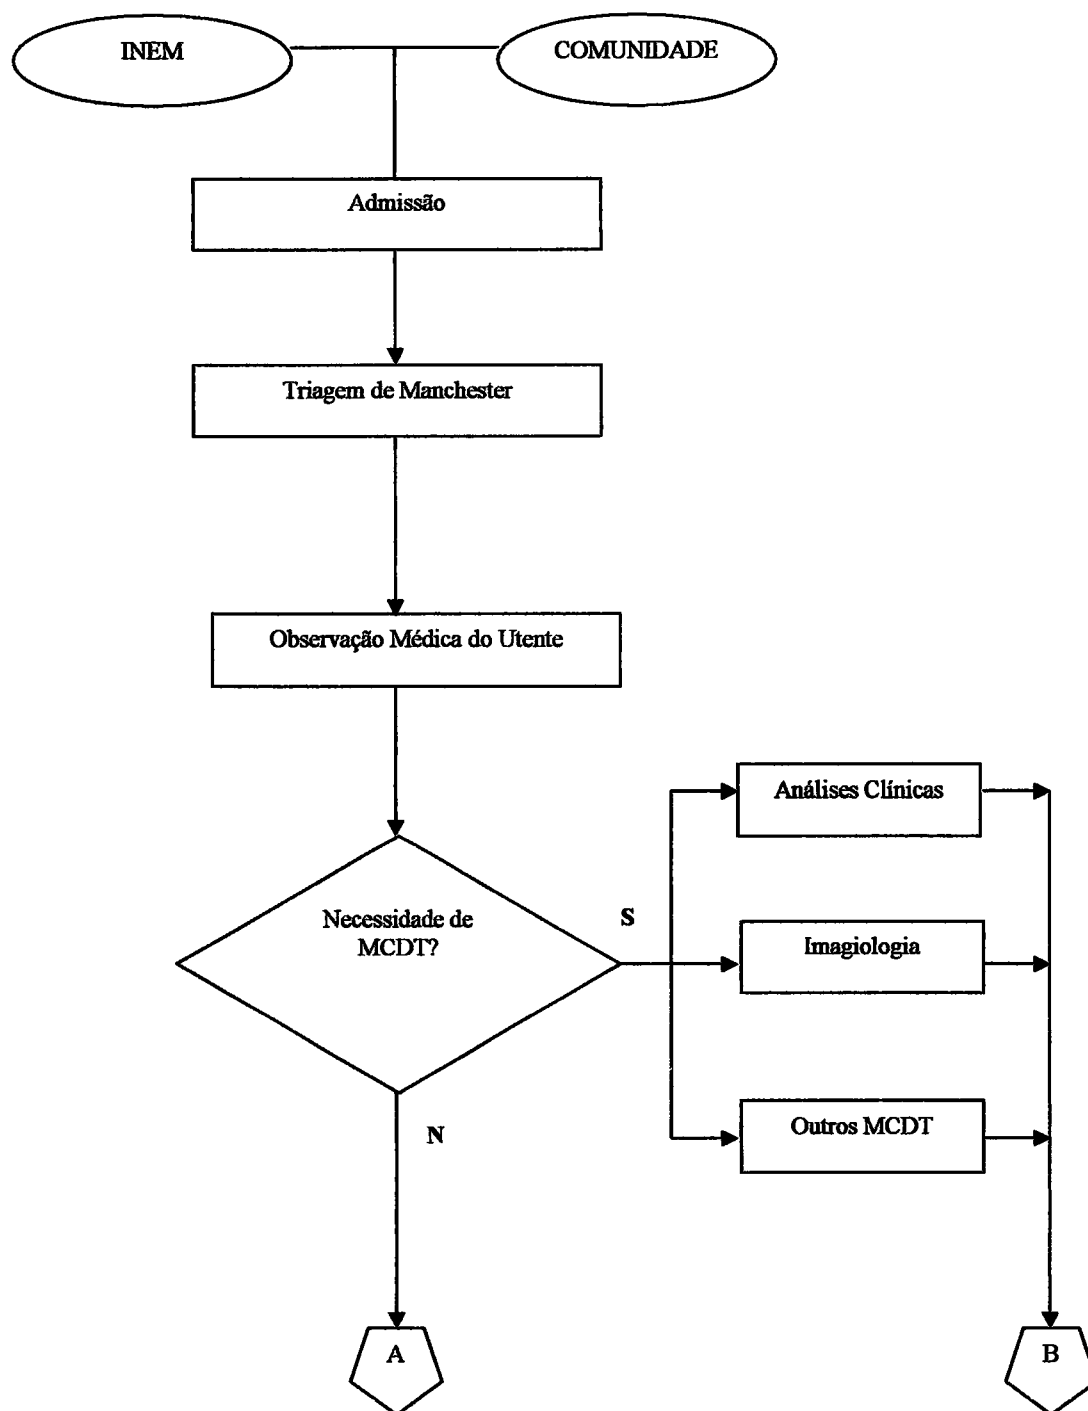 INEM
COMUNIDADE
Admissão
Triagem de Manchester
Observação Médica do Utente
Análises Clínicas
Necessidade de
MCDT?
S
Imagiologia
Outros MCDT
N
A
B